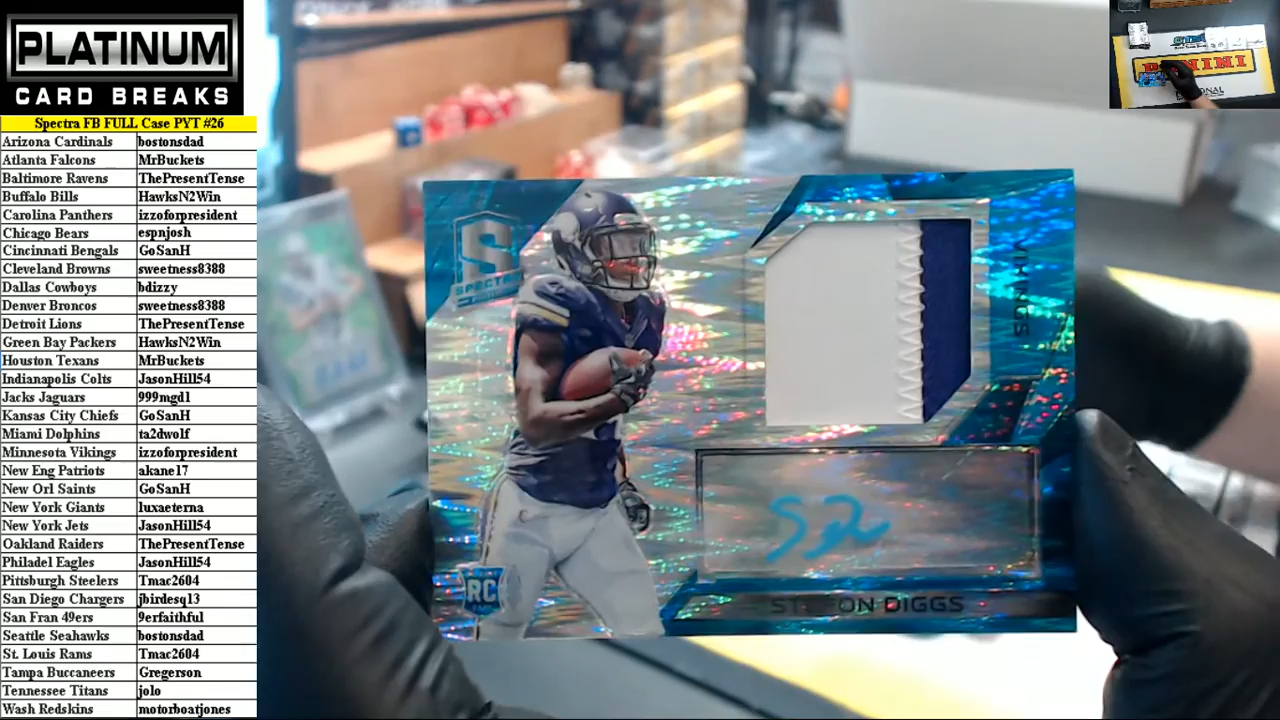 PLATINUM
CARD BREAKS
Spectra FB FULL Case PYT #26
Arizona Cardinals bostonsdad
Atlanta Falcons MrBuckets
Baltimore Ravens ThePresentTense
Buffalo Bills HawksN2Win
Carolina Panthers izzoforpresident
Chicago Bears espnjosh
Cincinnati Bengals GoSanH
Cleveland Browns sweetness8388
Dallas Cowboys bdizzy
Denver Broncos sweetness8388
Detroit Lions ThePresentTense
Green Bay Packers HawksN2Win
Houston Texans MrBuckets
Indianapolis Colts JasonHill54
Jacks Jaguars 999mgd1
Kansas City Chiefs GoSanH
Miami Dolphins ta2dwolf
Minnesota Vikings izzoforpresident
New Eng Patriots akane17
New Orl Saints GoSanH
New York Giants luxaeterna
New York Jets JasonHill54
Oakland Raiders ThePresentTense
Philadel Eagles JasonHill54
Pittsburgh Steelers Tmac2604
San Diego Chargers jbirdesq13
San Fran 49ers 9erfaithful
Seattle Seahawks bostonsdad
St. Louis Rams Tmac2604
Tampa Buccaneers Gregerson
Tennessee Titans jolo
Wash Redskins motorboatjones
S
SPECTRA
VIKINGS
RC
STEFON DIGGS
PANINI